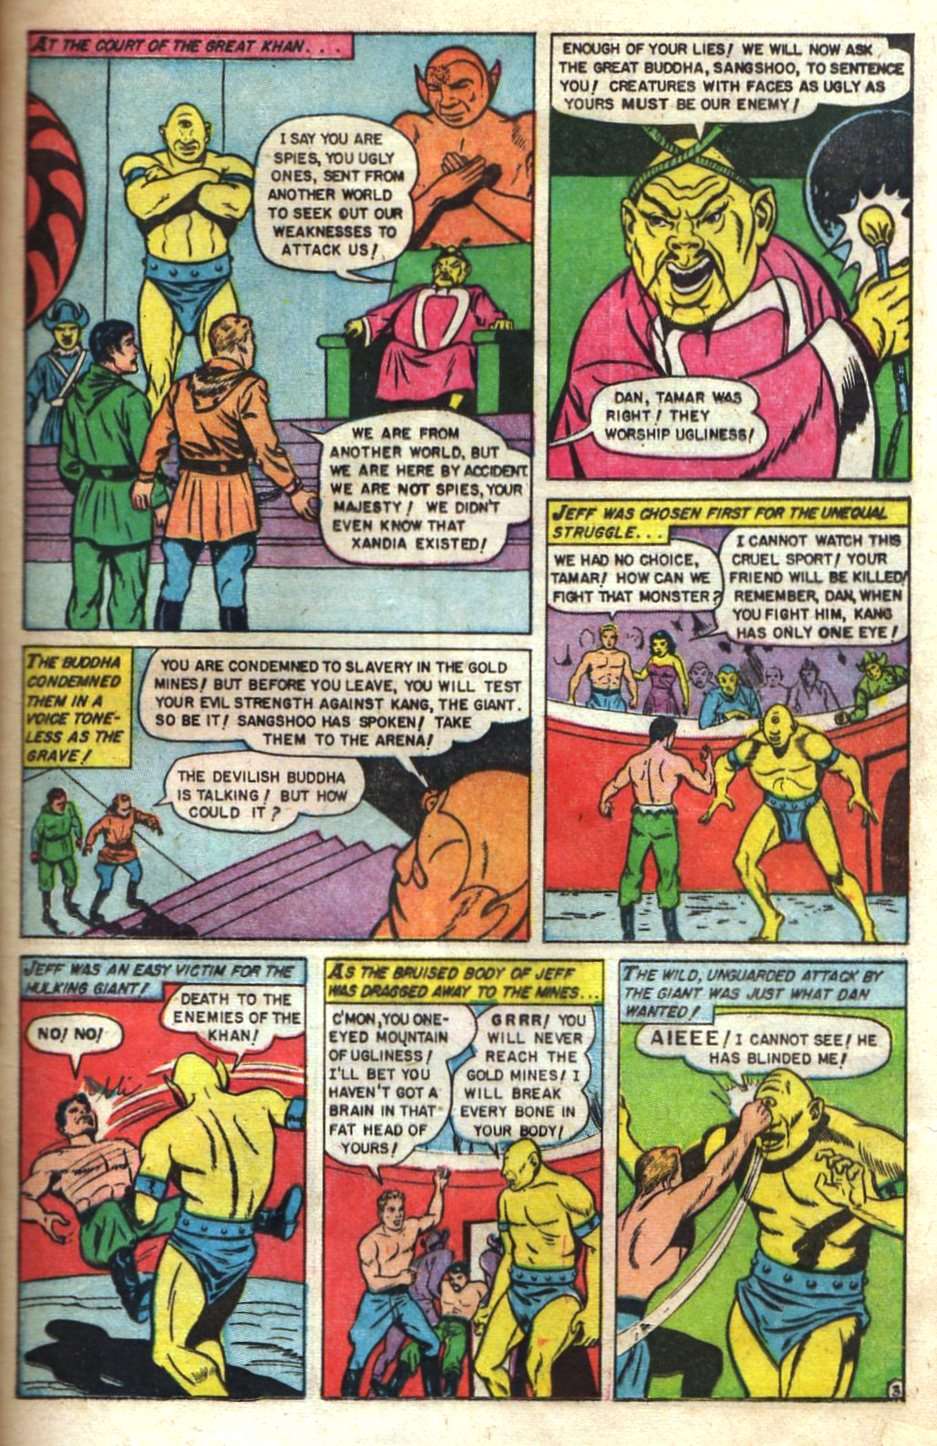 AT THE COURT OF THE GREAT KHAN...
I SAY YOU ARE
SPIES, YOU UGLY
ONES, SENT FROM
ANOTHER WORLD
TO SEEK OUT OUR
WEAKNESSES TO
ATTACK US!
WE ARE FROM
ANOTHER WORLD, BUT
WE ARE HERE BY ACCIDENT.
WE ARE NOT SPIES, YOUR
MAJESTY! WE DIDN'T
EVEN KNOW THAT
XANDIA EXISTED!
ENOUGH OF YOUR LIES! WE WILL NOW ASK
THE GREAT BUDDHA, SANGSHOO, TO SENTENCE
YOU! CREATURES WITH FACES AS UGLY AS
YOURS MUST BE OUR ENEMY!
DAN, TAMAR WAS
RIGHT! THEY
WORSHIP UGLINESS!
THE BUDDHA
CONDEMNED
THEM IN A
VOICE TONE-
LESS AS THE
GRAVE!
YOU ARE CONDEMNED TO SLAVERY IN THE GOLD
MINES! BUT BEFORE YOU LEAVE, YOU WILL TEST
YOUR EVIL STRENGTH AGAINST KANG, THE GIANT.
SO BE IT! SANGSHOO HAS SPOKEN! TAKE
THEM TO THE ARENA!
THE DEVILISH BUDDHA
IS TALKING! BUT HOW
COULD IT?
JEFF WAS CHOSEN FIRST FOR THE UNEQUAL
STRUGGLE...
WE HAD NO CHOICE,
TAMAR! HOW CAN WE
FIGHT THAT MONSTER?
I CANNOT WATCH THIS
CRUEL SPORT! YOUR
FRIEND WILL BE KILLED!
REMEMBER, DAN, WHEN
YOU FIGHT HIM, KANG
HAS ONLY ONE EYE!
JEFF WAS AN EASY VICTIM FOR THE
HULKING GIANT!
NO! NO!
DEATH TO THE
ENEMIES OF THE
KHAN!
AS THE BRUISED BODY OF JEFF
WAS DRAGGED AWAY TO THE MINES...
C'MON, YOU ONE-
EYED MOUNTAIN
OF UGLINESS!
I'LL BET YOU
HAVEN'T GOT A
BRAIN IN THAT
FAT HEAD OF
YOURS!
GRRR! YOU
WILL NEVER
REACH THE
GOLD MINES! I
WILL BREAK
EVERY BONE IN
YOUR BODY!
THE WILD, UNGUARDED ATTACK BY
THE GIANT WAS JUST WHAT DAN
WANTED!
AIEEE! I CANNOT SEE! HE
HAS BLINDED ME!
3